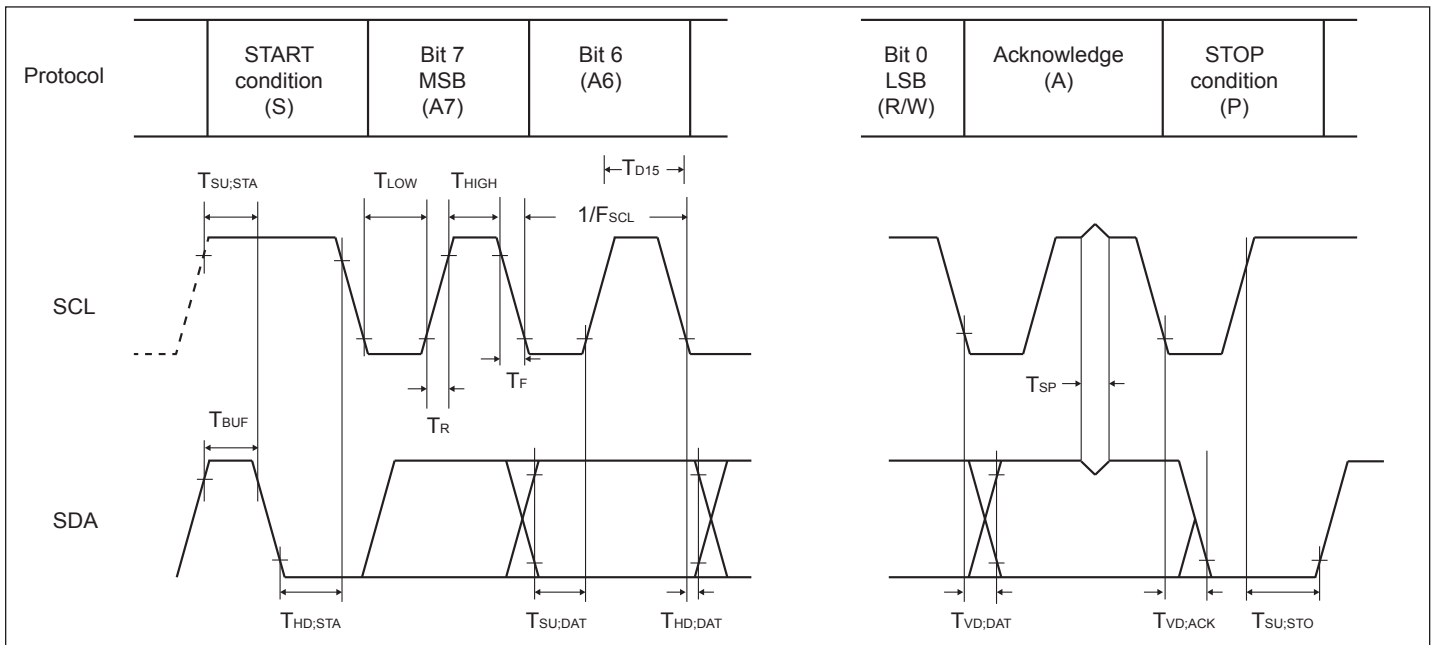 Protocol
START
condition
(S)
Bit 7
MSB
(A7)
Bit 6
(A6)
Bit 0
LSB
(R/W)
Acknowledge
(A)
STOP
condition
(P)
TSU;STA
TLOW
THIGH
TD15
1/FSCL
SCL
TF
TR
TSP
TBUF
SDA
THD;STA
TSU;DAT
THD;DAT
TVD;DAT
TVD;ACK
TSU;STO